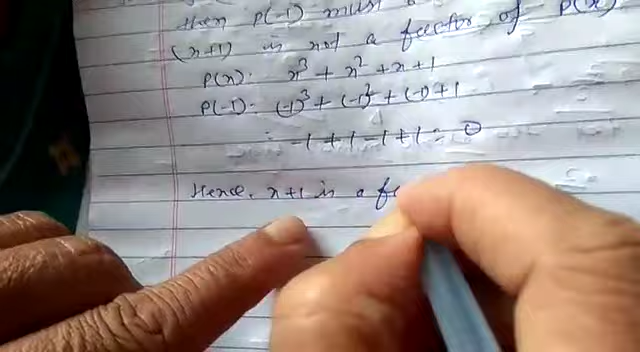 then P(-1) must
(x+1) is not a factor of P(x)
P(x): x³ + x² + x + 1
P(-1): (-1)³ + (-1)² + (-1) + 1
: -1 + 1 - 1 + 1 = 0
Hence, x+1 is a